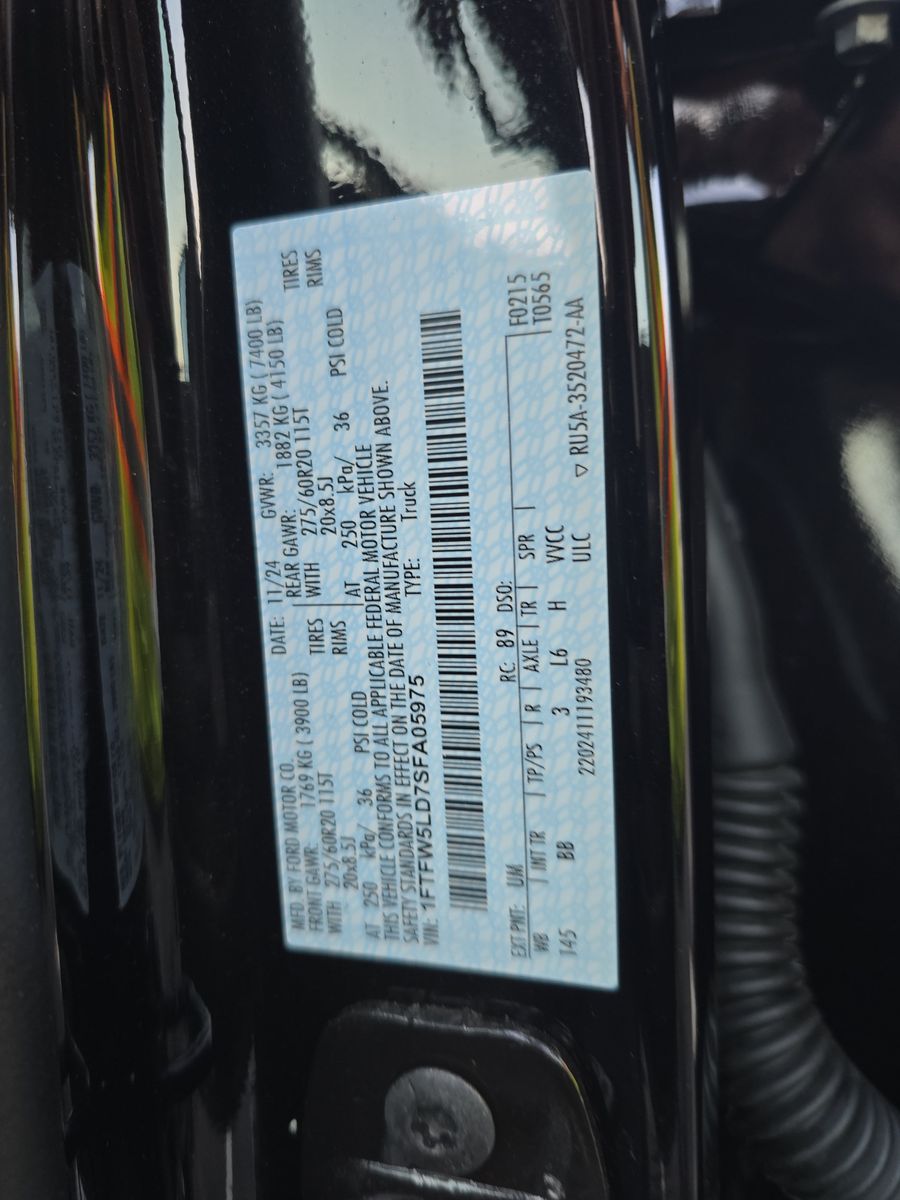 MFD. BY FORD MOTOR CO.
DATE: 11/24 GVWR: 3357 KG ( 7400 LB)
FRONT GAWR: 1769 KG ( 3900 LB) REAR GAWR: 1882 KG ( 4150 LB)
WITH 275/60R20 115T TIRES WITH 275/60R20 115T TIRES
20x8.5J RIMS 20x8.5J RIMS
AT 250 kPa/ 36 PSI COLD AT 250 kPa/ 36 PSI COLD
THIS VEHICLE CONFORMS TO ALL APPLICABLE FEDERAL MOTOR VEHICLE
SAFETY STANDARDS IN EFFECT ON THE DATE OF MANUFACTURE SHOWN ABOVE.
VIN: 1FTFW5LD7SFA05975 TYPE: Truck
EXT PNT: UM RC: 89 DSO: F0215
T0565
WB INT TR TP/PS R AXLE TR SPR
145 BB 3 L6 H VVCC
2202411193480 ULC ▽ RU5A-3520472-AA